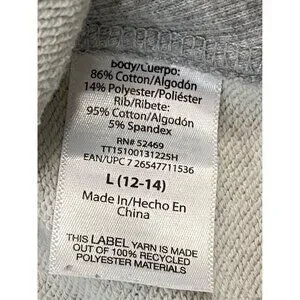 Body/Cuerpo:
86% Cotton/Algodón
14% Polyester/Poliéster
Rib/Ribete:
95% Cotton/Algodón
5% Spandex
RN# 52469
TT1510013122SH
EAN/UPC 7 26547711536
L (12-14)
Made In/Hecho En
China
THIS LABEL YARN IS MADE
OUT OF 100% RECYCLED
POLYESTER MATERIALS